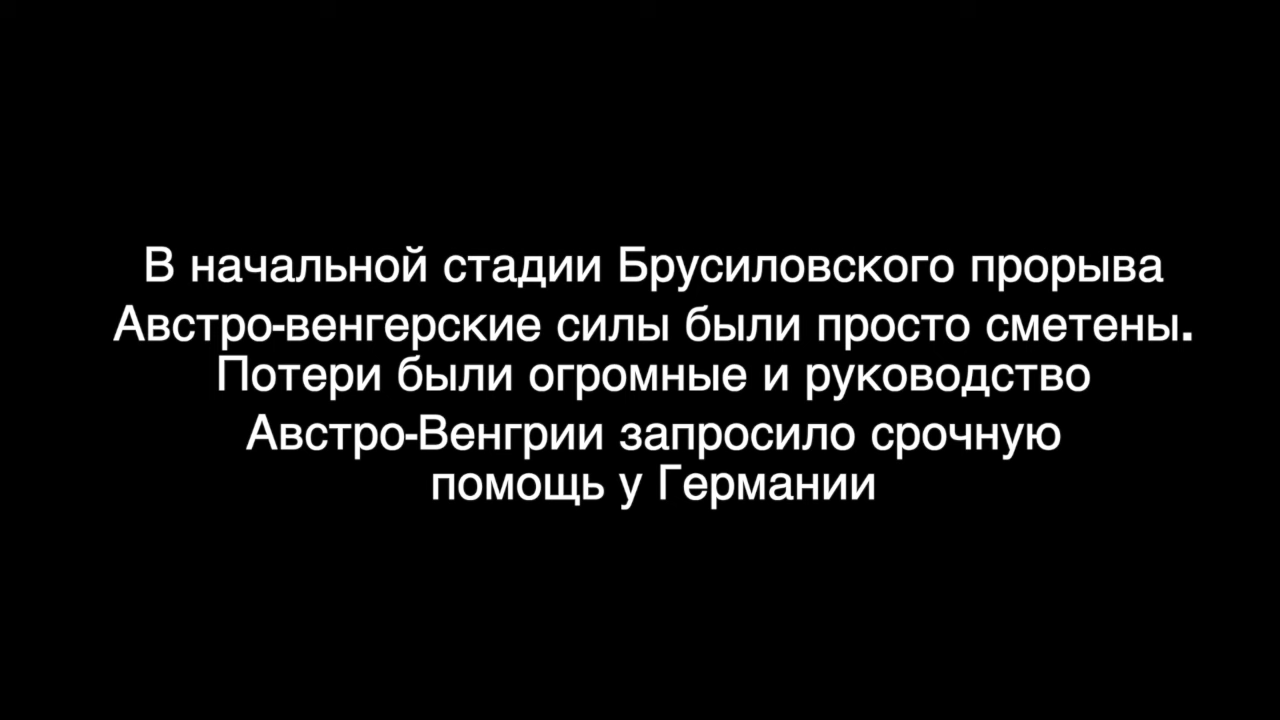 В начальной стадии Брусиловского прорыва
Австро-венгерские силы были просто сметены.
Потери были огромные и руководство
Австро-Венгрии запросило срочную
помощь у Германии